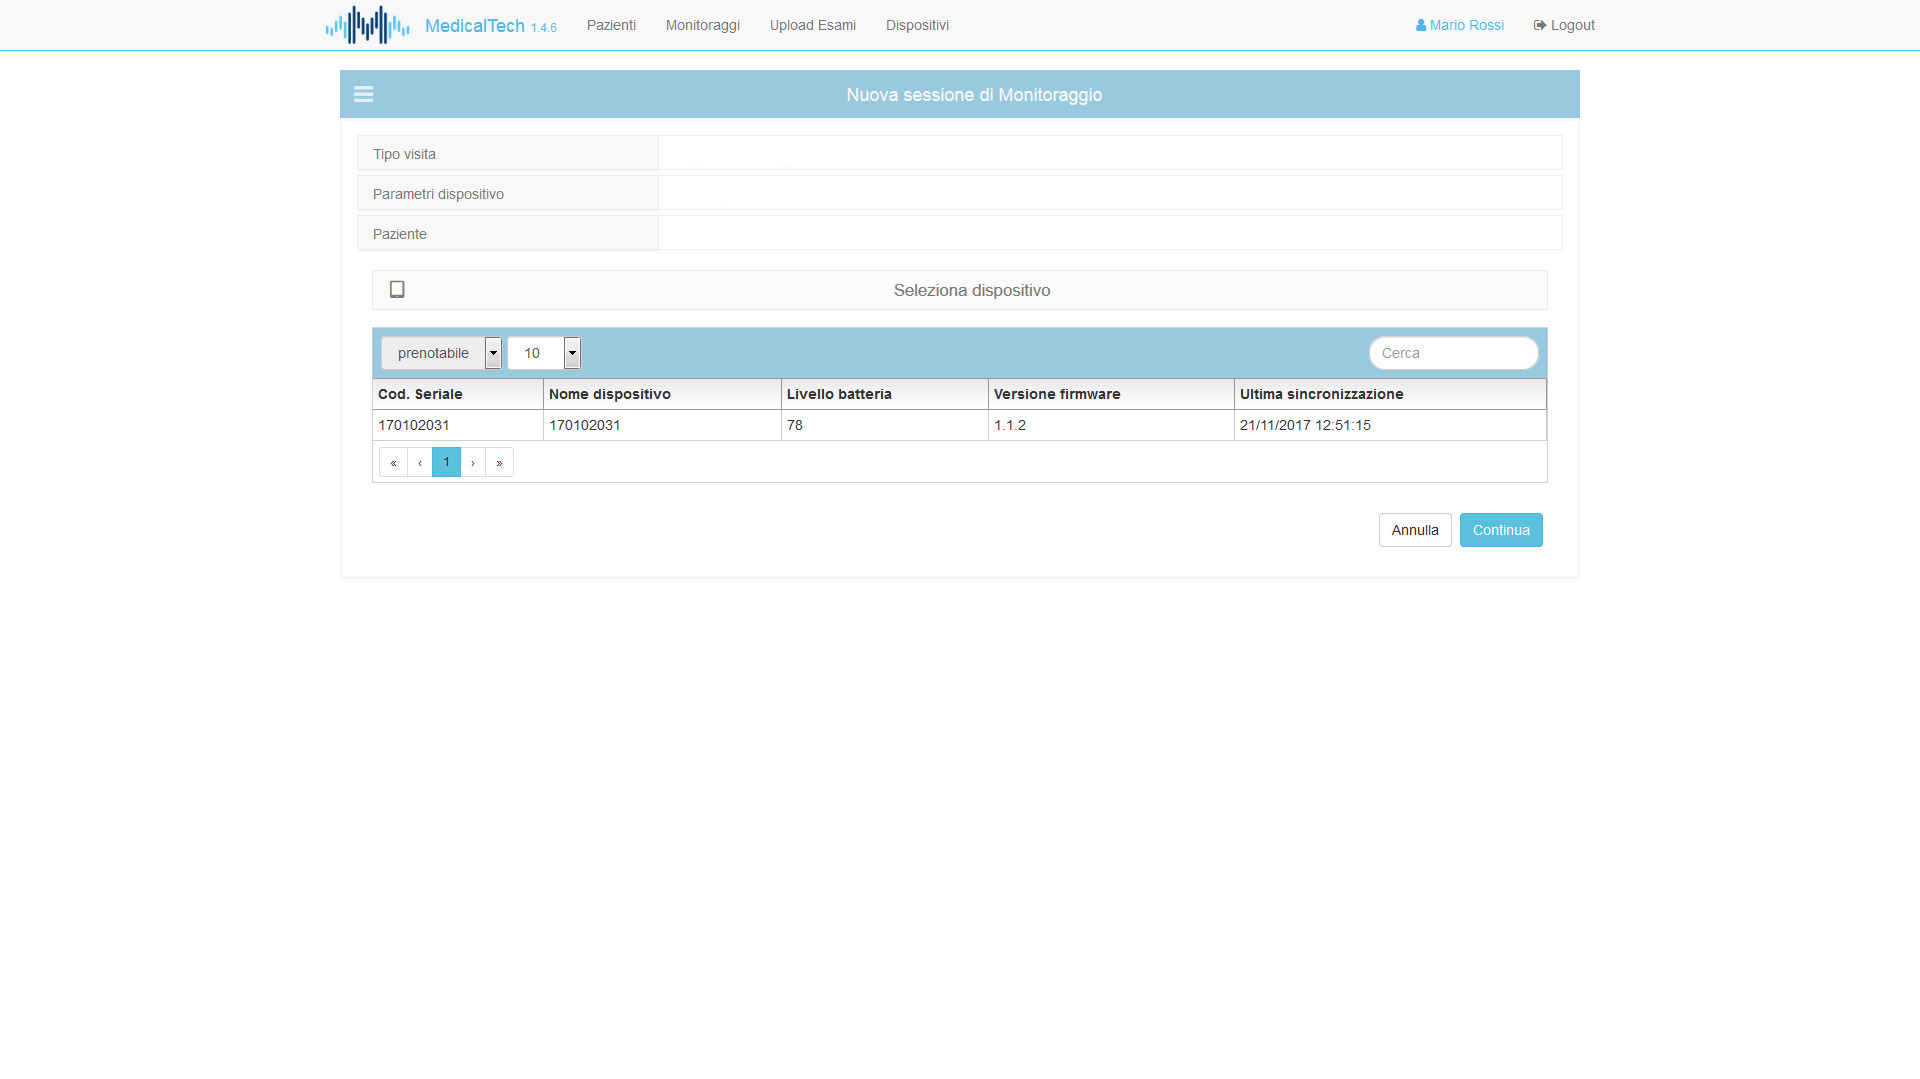 MedicalTech 1.4.6 Pazienti Monitoraggi Upload Esami Dispositivi Mario Rossi Logout
Nuova sessione di Monitoraggio
Tipo visita
Parametri dispositivo
Paziente
Seleziona dispositivo
prenotabile 10 Cerca
Cod. Seriale Nome dispositivo Livello batteria Versione firmware Ultima sincronizzazione
170102031 170102031 78 1.1.2 21/11/2017 12:51:15
« ‹ 1 › »
Annulla Continua